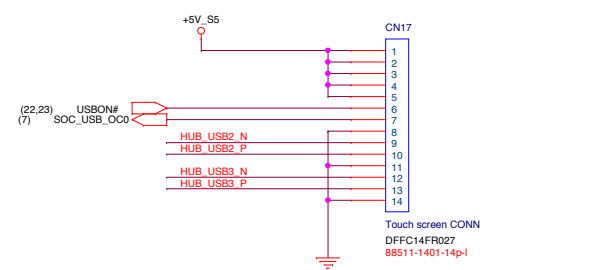 CN17
+5V_S5
1
2
3
4
5
(22,23) USBON# 6
(7) SOC_USB_OC0 7
8
HUB_USB2_N 9
HUB_USB2_P 10
11
HUB_USB3_N 12
HUB_USB3_P 13
14
Touch screen CONN
DFFC14FR027
88511-1401-14p-l